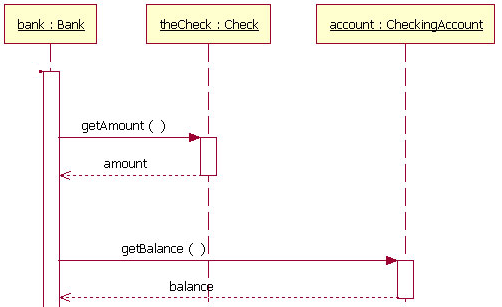 bank : Bank
theCheck : Check
account : CheckingAccount
getAmount ( )
amount
getBalance ( )
balance